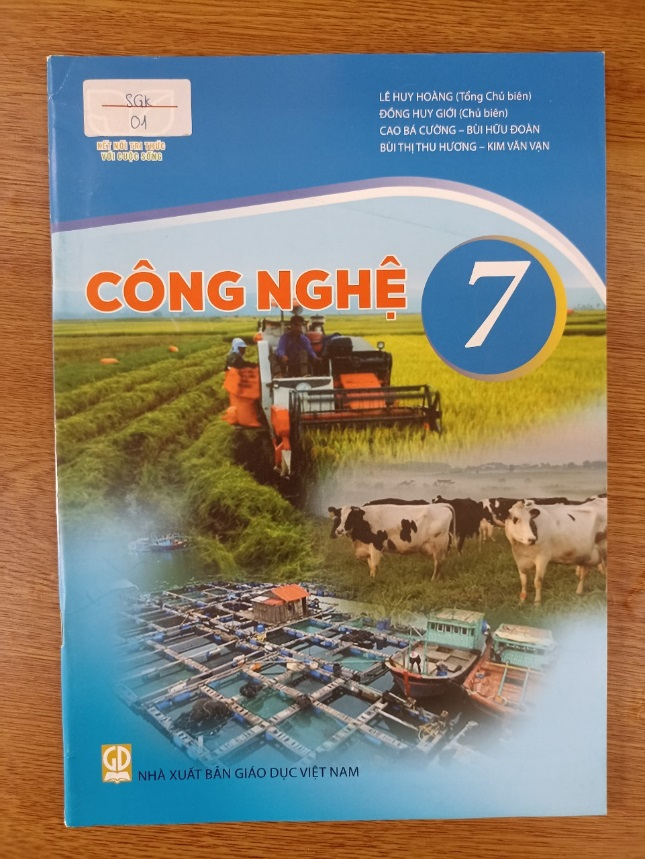 SGK
01
KẾT NỐI TRI THỨC
VỚI CUỘC SỐNG
LÊ HUY HOÀNG (Tổng Chủ biên)
ĐỒNG HUY GIỚI (Chủ biên)
CAO BÁ CƯỜNG – BÙI HỮU ĐOÀN
BÙI THỊ THU HƯƠNG – KIM VĂN VẠN
CÔNG NGHỆ 7
GD
NHÀ XUẤT BẢN GIÁO DỤC VIỆT NAM